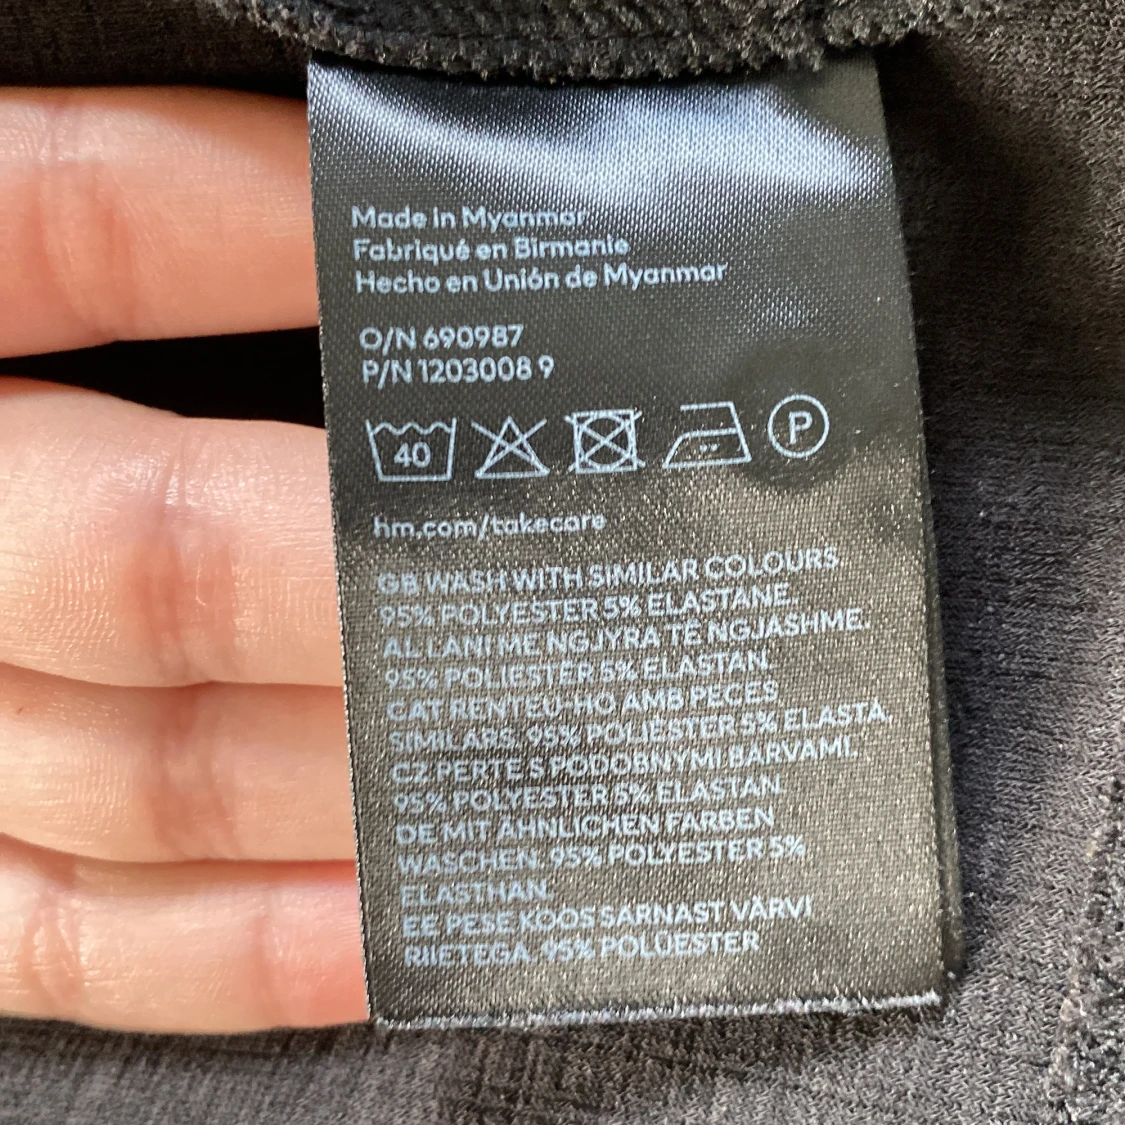 Made in Myanmar
Fabriqué en Birmanie
Hecho en Unión de Myanmar
O/N 690987
P/N 1203008 9
40 P
hm.com/takecare
GB WASH WITH SIMILAR COLOURS
95% POLYESTER 5% ELASTANE
AL LANI ME NGJYRA TË NGJASHME.
95% POLIESTËR 5% ELASTAN.
CAT RENTEU-HO AMB PECES
SIMILARS. 95% POLIÈSTER 5% ELASTÀ.
CZ PERTE S PODOBNÝMI BARVAMI.
95% POLYESTER 5% ELASTAN.
DE MIT ÄHNLICHEN FARBEN
WASCHEN. 95% POLYESTER 5%
ELASTHAN.
EE PESE KOOS SARNAST VÄRVI
RIIETEGA. 95% POLÜESTER